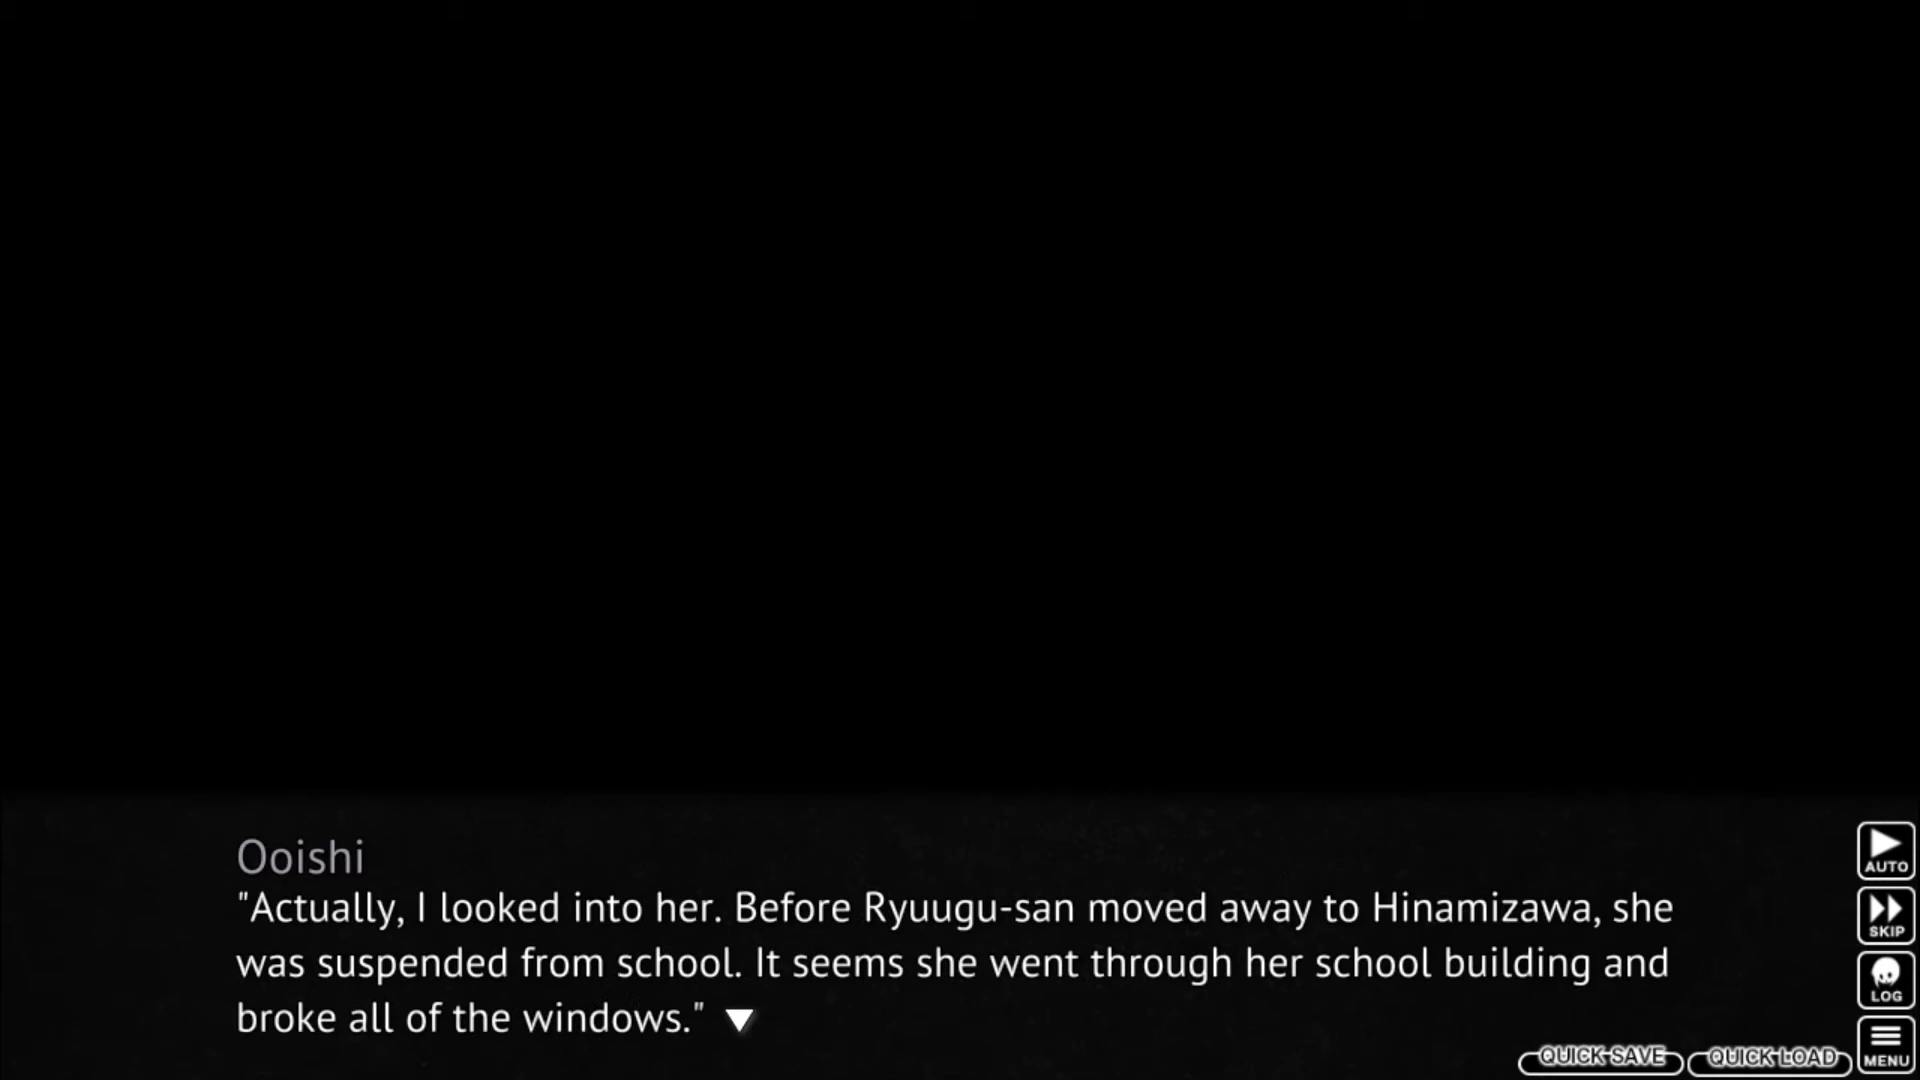 Ooishi
"Actually, I looked into her. Before Ryuugu-san moved away to Hinamizawa, she
was suspended from school. It seems she went through her school building and
broke all of the windows."
AUTO
SKIP
LOG
MENU
QUICK SAVE
QUICK LOAD